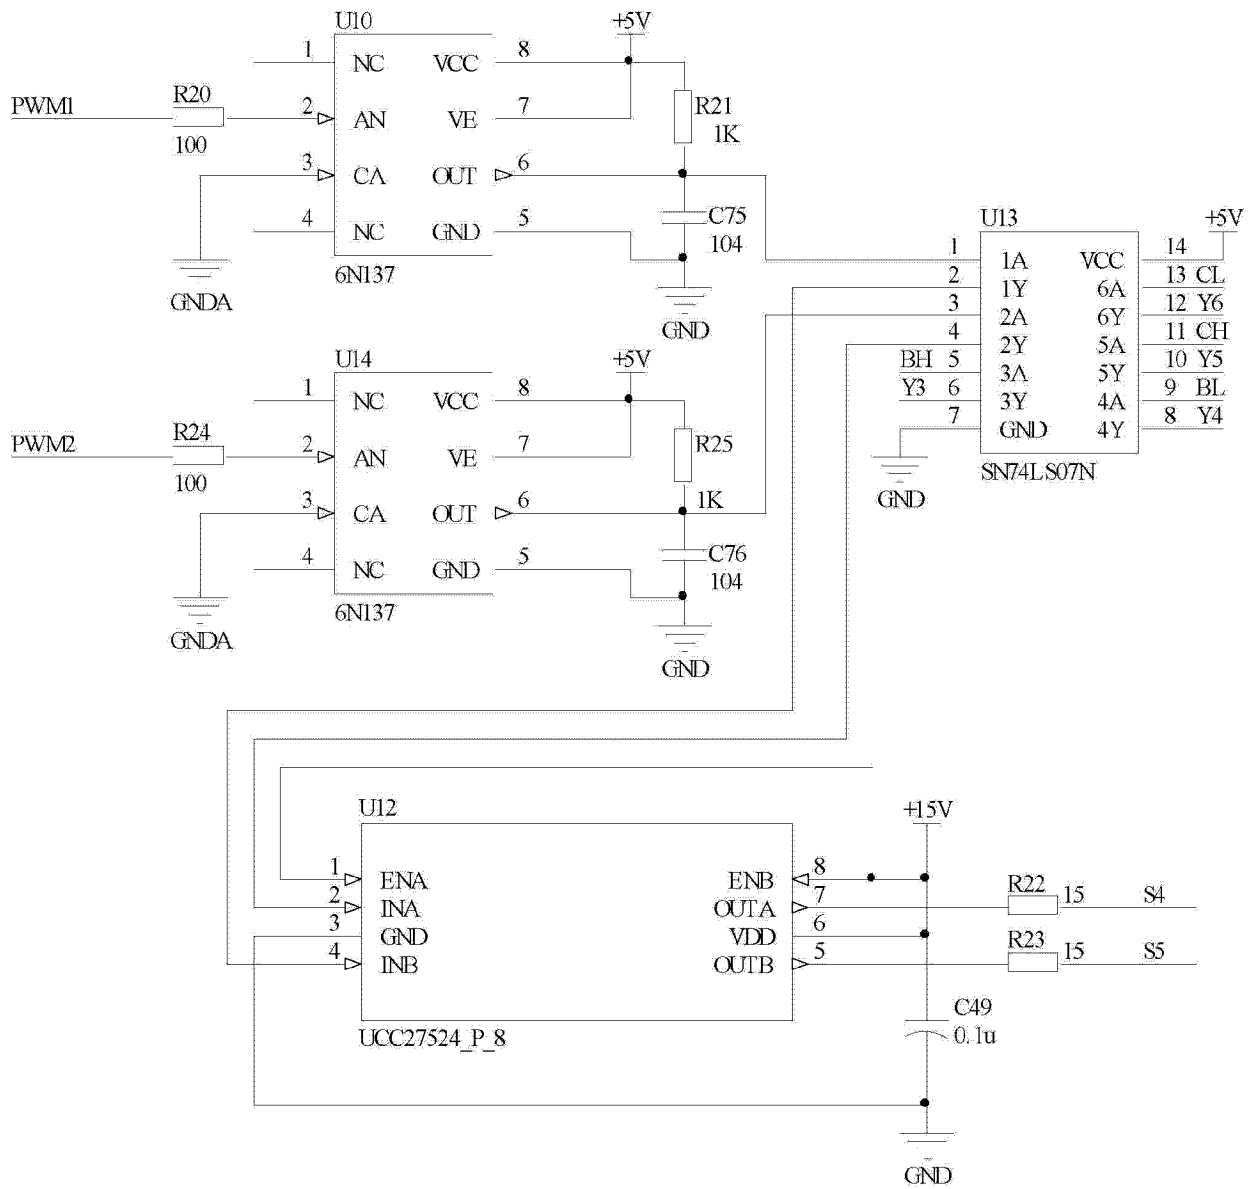 U10
+5V
1 NC VCC 8
PWM1 R20 2 AN VE 7 R21
100 1K
3 CA OUT 6
4 NC GND 5 C75
104
6N137
GNDA
GND
U13
+5V
1 1A VCC 14
2 1Y 6A 13 CL
3 2A 6Y 12 Y6
4 2Y 5A 11 CH
BH 5 3A 5Y 10 Y5
Y3 6 3Y 4A 9 BL
7 GND 4Y 8 Y4
SN74LS07N
GND
U14
+5V
1 NC VCC 8
PWM2 R24 2 AN VE 7 R25
100 1K
3 CA OUT 6
4 NC GND 5 C76
104
6N137
GNDA
GND
U12
+15V
1 ENA ENB 8
2 INA OUTA 7 R22 15 S4
3 GND VDD 6
4 INB OUTB 5 R23 15 S5
UCC27524_P_8
C49
0.1u
GND